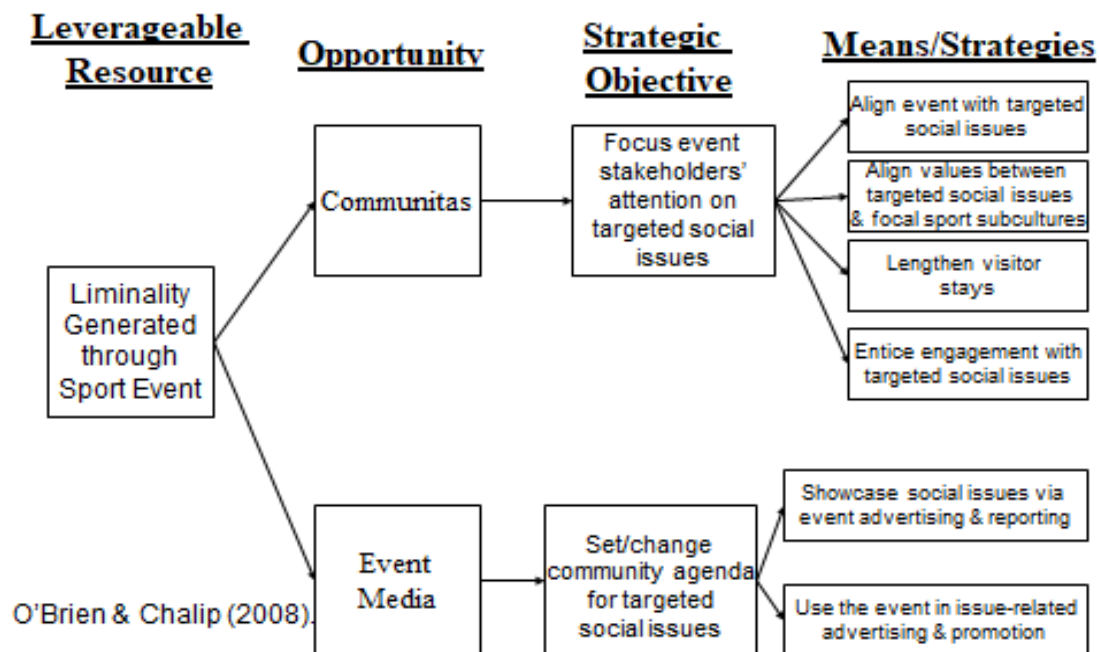 Leverageable
Resource
Opportunity
Strategic
Objective
Means/Strategies
Liminality
Generated
through
Sport Event
Communitas
Focus event
stakeholders'
attention on
targeted social
issues
Align event with targeted
social issues
Align values between
targeted social issues
& focal sport subcultures
Lengthen visitor
stays
Entice engagement with
targeted social issues
Event
Media
Set/change
community agenda
for targeted
social issues
Showcase social issues via
event advertising & reporting
Use the event in issue-related
advertising & promotion
O'Brien & Chalip (2008).